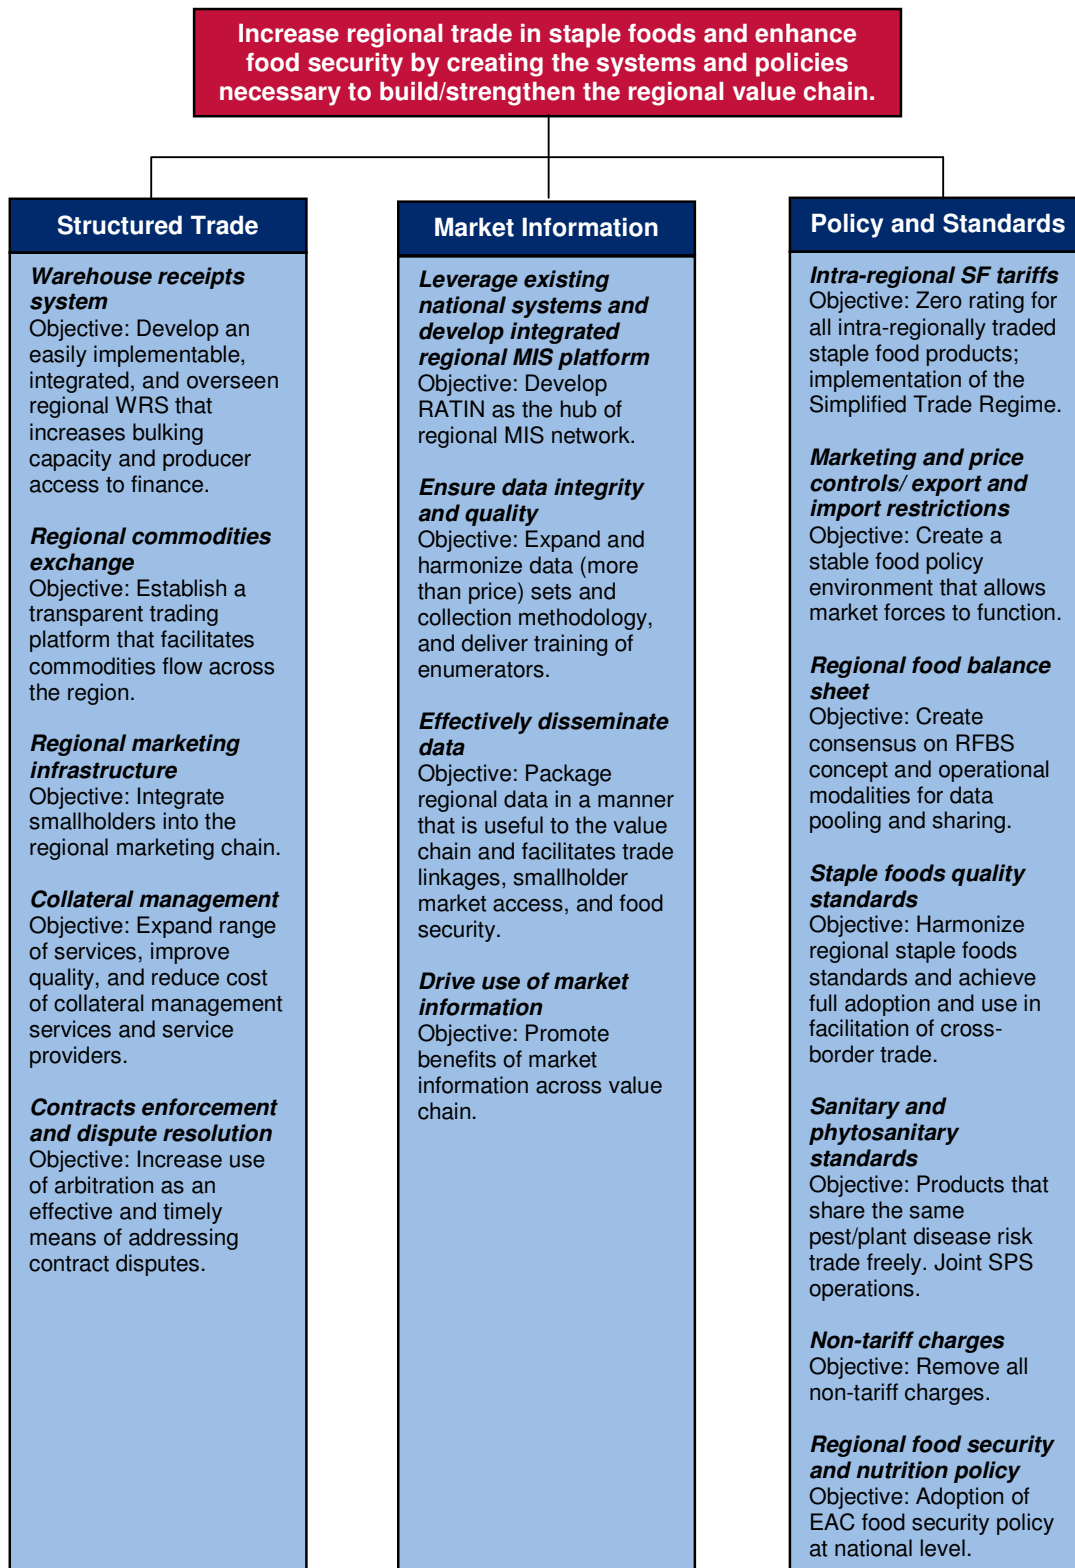 Increase regional trade in staple foods and enhance
food security by creating the systems and policies
necessary to build/strengthen the regional value chain.
Structured Trade
Warehouse receipts
system
Objective: Develop an
easily implementable,
integrated, and overseen
regional WRS that
increases bulking
capacity and producer
access to finance.
Regional commodities
exchange
Objective: Establish a
transparent trading
platform that facilitates
commodities flow across
the region.
Regional marketing
infrastructure
Objective: Integrate
smallholders into the
regional marketing chain.
Collateral management
Objective: Expand range
of services, improve
quality, and reduce cost
of collateral management
services and service
providers.
Contracts enforcement
and dispute resolution
Objective: Increase use
of arbitration as an
effective and timely
means of addressing
contract disputes.
Market Information
Leverage existing
national systems and
develop integrated
regional MIS platform
Objective: Develop
RATIN as the hub of
regional MIS network.
Ensure data integrity
and quality
Objective: Expand and
harmonize data (more
than price) sets and
collection methodology,
and deliver training of
enumerators.
Effectively disseminate
data
Objective: Package
regional data in a manner
that is useful to the value
chain and facilitates trade
linkages, smallholder
market access, and food
security.
Drive use of market
information
Objective: Promote
benefits of market
information across value
chain.
Policy and Standards
Intra-regional SF tariffs
Objective: Zero rating for
all intra-regionally traded
staple food products;
implementation of the
Simplified Trade Regime.
Marketing and price
controls/ export and
import restrictions
Objective: Create a
stable food policy
environment that allows
market forces to function.
Regional food balance
sheet
Objective: Create
consensus on RFBS
concept and operational
modalities for data
pooling and sharing.
Staple foods quality
standards
Objective: Harmonize
regional staple foods
standards and achieve
full adoption and use in
facilitation of cross-
border trade.
Sanitary and
phytosanitary
standards
Objective: Products that
share the same
pest/plant disease risk
trade freely. Joint SPS
operations.
Non-tariff charges
Objective: Remove all
non-tariff charges.
Regional food security
and nutrition policy
Objective: Adoption of
EAC food security policy
at national level.